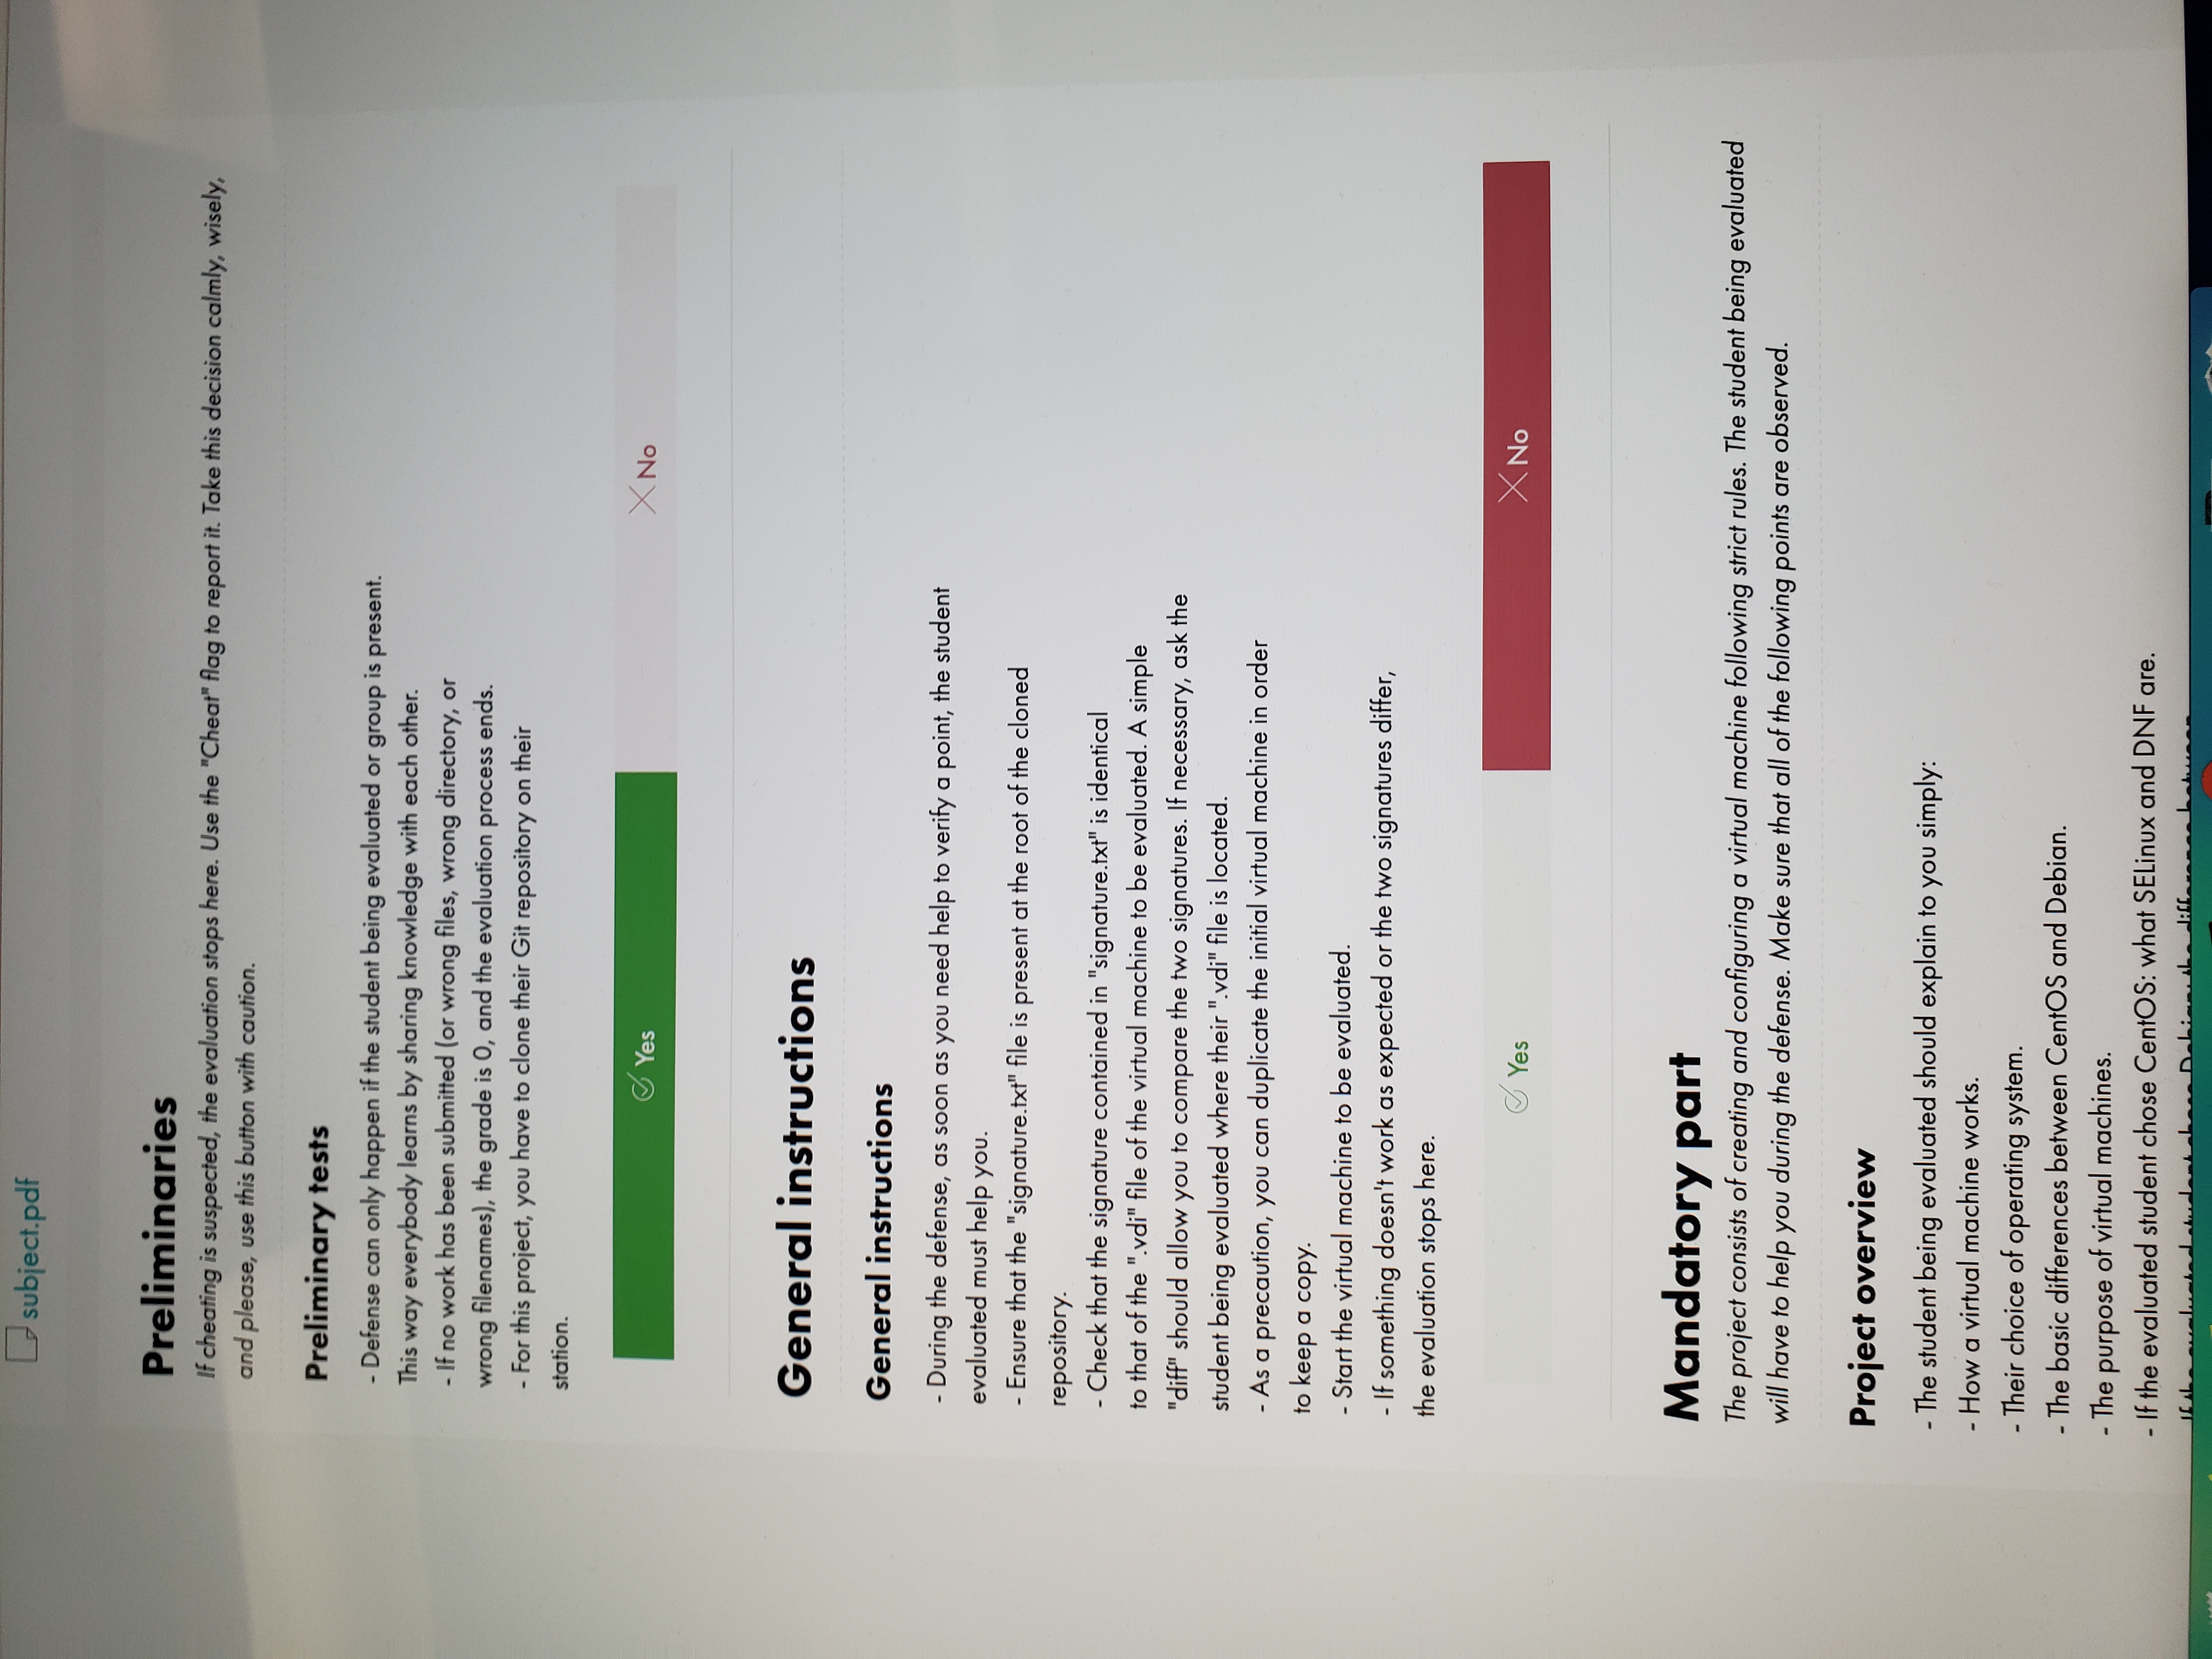 subject.pdf
Preliminaries
If cheating is suspected, the evaluation stops here. Use the "Cheat" flag to report it. Take this decision calmly, wisely,
and please, use this button with caution.
Preliminary tests
- Defense can only happen if the student being evaluated or group is present.
This way everybody learns by sharing knowledge with each other.
- If no work has been submitted (or wrong files, wrong directory, or
wrong filenames), the grade is 0, and the evaluation process ends.
- For this project, you have to clone their Git repository on their
station.
Yes
No
General instructions
General instructions
- During the defense, as soon as you need help to verify a point, the student
evaluated must help you.
- Ensure that the "signature.txt" file is present at the root of the cloned
repository.
- Check that the signature contained in "signature.txt" is identical
to that of the ".vdi" file of the virtual machine to be evaluated. A simple
"diff" should allow you to compare the two signatures. If necessary, ask the
student being evaluated where their ".vdi" file is located.
- As a precaution, you can duplicate the initial virtual machine in order
to keep a copy.
- Start the virtual machine to be evaluated.
- If something doesn't work as expected or the two signatures differ,
the evaluation stops here.
Yes
No
Mandatory part
The project consists of creating and configuring a virtual machine following strict rules. The student being evaluated
will have to help you during the defense. Make sure that all of the following points are observed.
Project overview
- The student being evaluated should explain to you simply:
- How a virtual machine works.
- Their choice of operating system.
- The basic differences between CentOS and Debian.
- The purpose of virtual machines.
- If the evaluated student chose CentOS: what SELinux and DNF are.
If the evaluated student chose Debian: the difference between